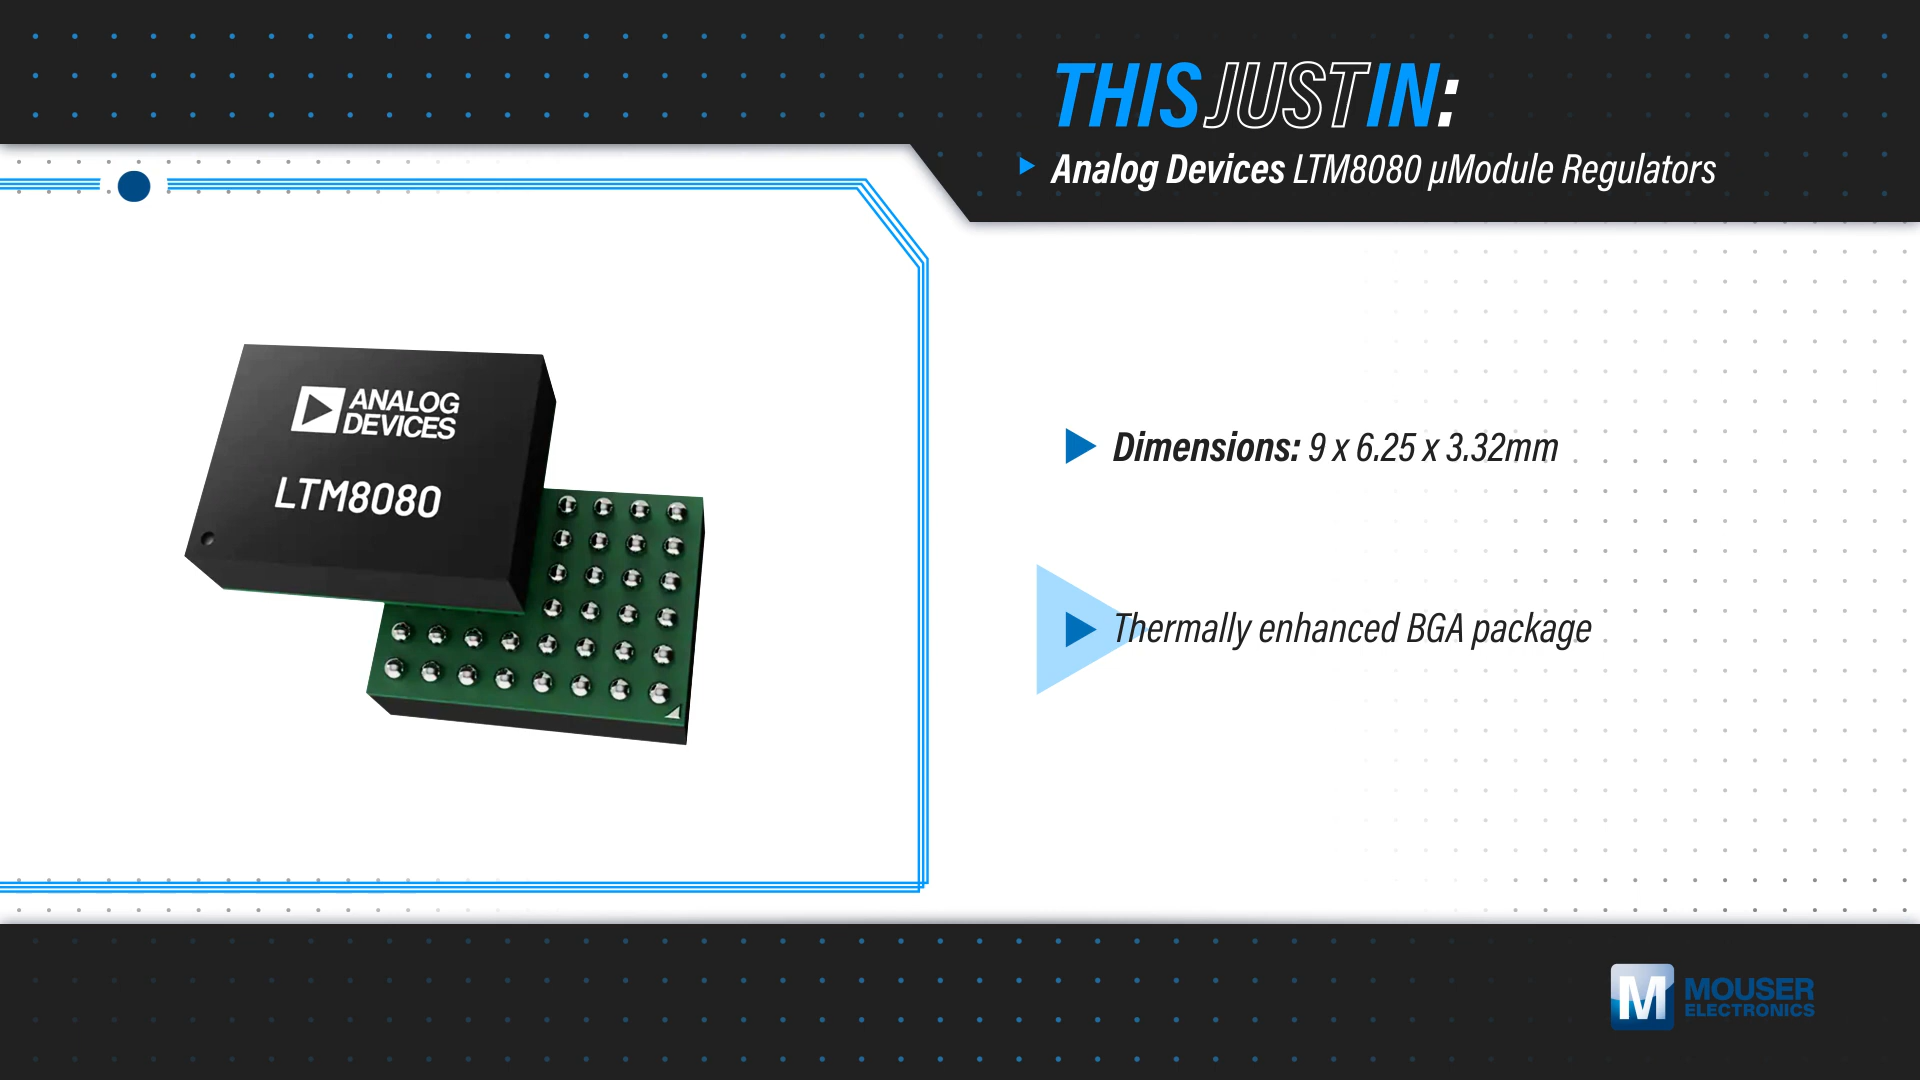 THIS JUST IN:
Analog Devices LTM8080 µModule Regulators
ANALOG
DEVICES
LTM8080
Dimensions: 9 x 6.25 x 3.32mm
Thermally enhanced BGA package
M MOUSER
ELECTRONICS